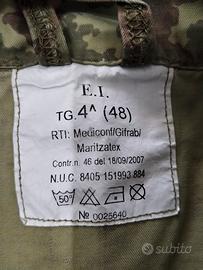 E.I.
TG.4^ (48)
RTI: Mediconf/Gifrab/
Maritzatex
Contr.n. 46 del 18/09/2007
N.U.C. 8405 151993 884
50°
№ 0025640
subito